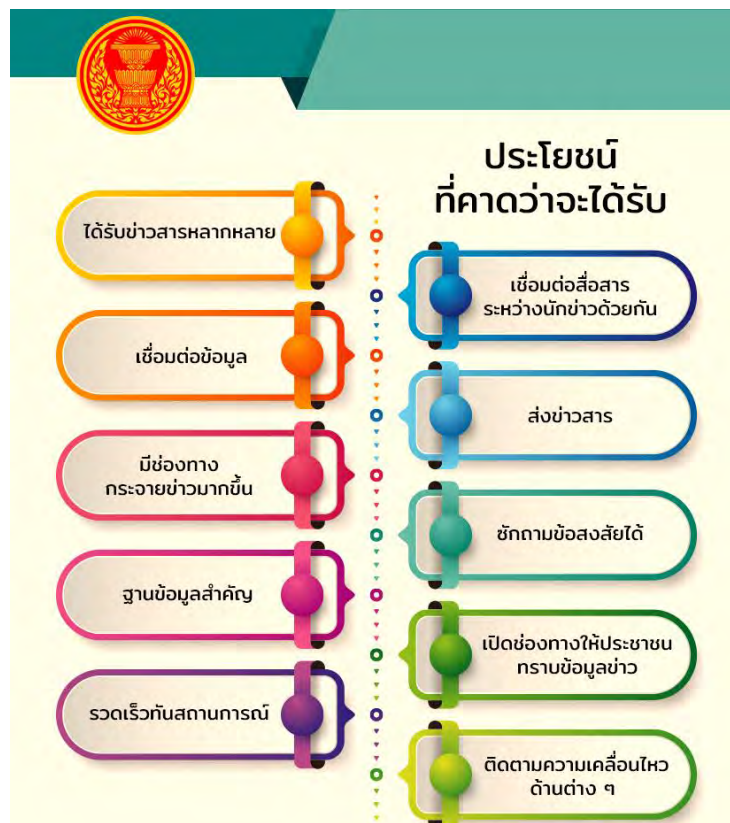 ประโยชน์
ที่คาดว่าจะได้รับ
ได้รับข่าวสารหลากหลาย
เชื่อมต่อข้อมูล
มีช่องทาง
กระจายข่าวมากขึ้น
ฐานข้อมูลสำคัญ
รวดเร็วทันสถานการณ์
เชื่อมต่อสื่อสาร
ระหว่างนักข่าวด้วยกัน
ส่งข่าวสาร
ซักถามข้อสงสัยได้
เปิดช่องทางให้ประชาชน
ทราบข้อมูลข่าว
ติดตามความเคลื่อนไหว
ด้านต่าง ๆ